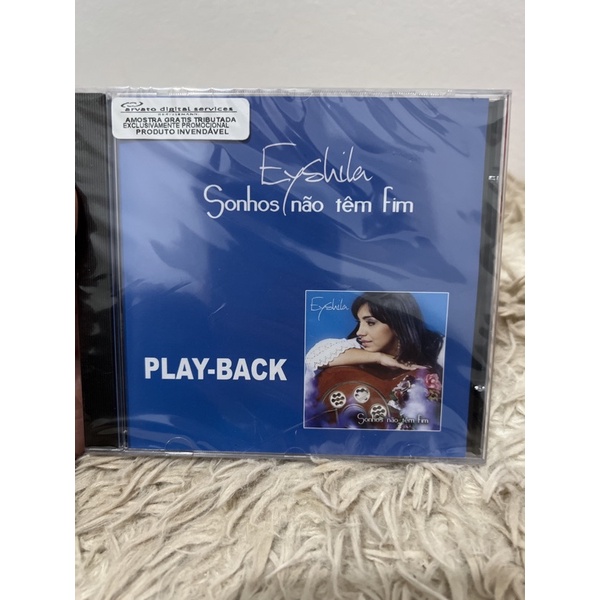 arvato digital services
AMOSTRA GRATIS TRIBUTADA
EXCLUSIVAMENTE PROMOCIONAL
PRODUTO INVENDÁVEL
Eyshila
Sonhos não têm fim
PLAY-BACK
Eyshila
Sonhos não têm fim